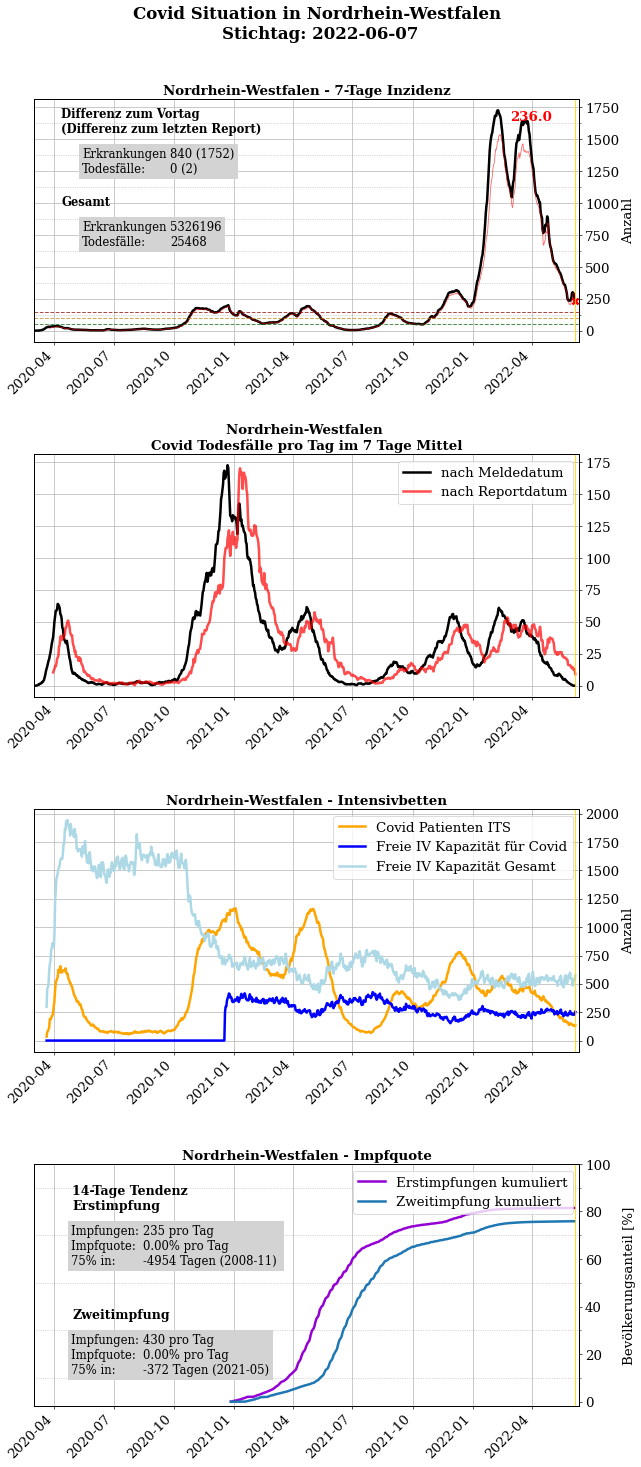 Covid Situation in Nordrhein-Westfalen
Stichtag: 2022-06-07
Nordrhein-Westfalen - 7-Tage Inzidenz
Differenz zum Vortag
(Differenz zum letzten Report)
Erkrankungen 840 (1752)
Todesfälle: 0 (2)
Gesamt
Erkrankungen 5326196
Todesfälle: 25468
236.0
1750
1500
1250
1000
750
500
250
0
Anzahl
2020-04
2020-07
2020-10
2021-01
2021-04
2021-07
2021-10
2022-01
2022-04
Nordrhein-Westfalen
Covid Todesfälle pro Tag im 7 Tage Mittel
nach Meldedatum
nach Reportdatum
175
150
125
100
75
50
25
0
2020-04
2020-07
2020-10
2021-01
2021-04
2021-07
2021-10
2022-01
2022-04
Nordrhein-Westfalen - Intensivbetten
Covid Patienten ITS
Freie IV Kapazität für Covid
Freie IV Kapazität Gesamt
2000
1750
1500
1250
1000
750
500
250
0
Anzahl
2020-04
2020-07
2020-10
2021-01
2021-04
2021-07
2021-10
2022-01
2022-04
Nordrhein-Westfalen - Impfquote
14-Tage Tendenz
Erstimpfung
Impfungen: 235 pro Tag
Impfquote: 0.00% pro Tag
75% in: -4954 Tagen (2008-11)
Zweitimpfung
Impfungen: 430 pro Tag
Impfquote: 0.00% pro Tag
75% in: -372 Tagen (2021-05)
Erstimpfungen kumuliert
Zweitimpfung kumuliert
100
80
60
40
20
0
Bevölkerungsanteil [%]
2020-04
2020-07
2020-10
2021-01
2021-04
2021-07
2021-10
2022-01
2022-04